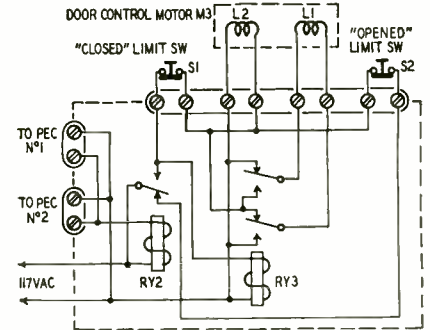 DOOR CONTROL MOTOR M3
L2
L1
"CLOSED" LIMIT SW
"OPENED"
LIMIT SW
S1
S2
TO PEC
Nº1
TO PEC
Nº2
117VAC
RY2
RY3